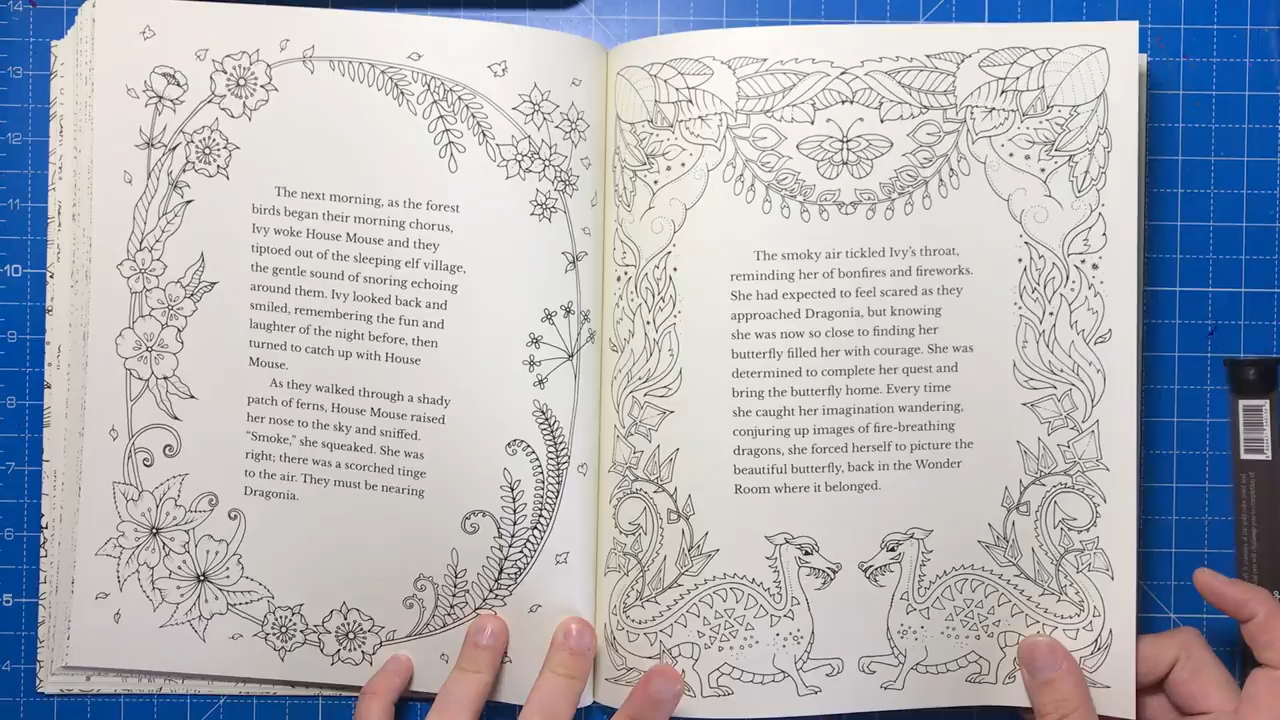 The next morning, as the forest
birds began their morning chorus,
Ivy woke House Mouse and they
tiptoed out of the sleeping elf village,
the gentle sound of snoring echoing
around them. Ivy looked back and
smiled, remembering the fun and
laughter of the night before, then
turned to catch up with House
Mouse.
As they walked through a shady
patch of ferns, House Mouse raised
her nose to the sky and sniffed.
“Smoke,” she squeaked. She was
right; there was a scorched tinge
to the air. They must be nearing
Dragonia.
The smoky air tickled Ivy’s throat,
reminding her of bonfires and fireworks.
She had expected to feel scared as they
approached Dragonia, but knowing
she was now so close to finding her
butterfly filled her with courage. She was
determined to complete her quest and
bring the butterfly home. Every time
she caught her imagination wandering,
conjuring up images of fire-breathing
dragons, she forced herself to picture the
beautiful butterfly, back in the Wonder
Room where it belonged.
14
13
12
11
10
9
8
7
6
5
4